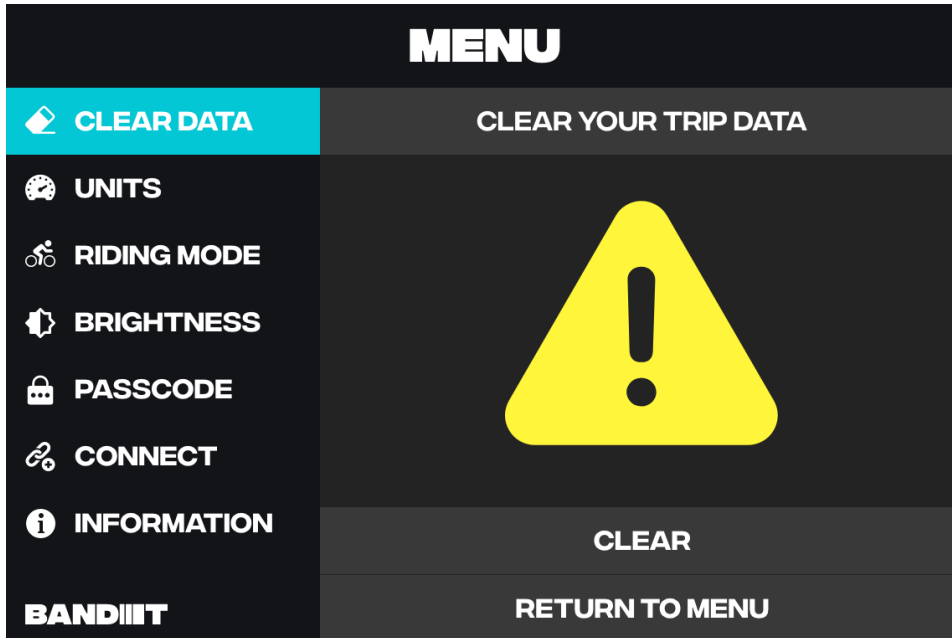 MENU
CLEAR DATA
UNITS
RIDING MODE
BRIGHTNESS
PASSCODE
CONNECT
INFORMATION
BANDIIIT
CLEAR YOUR TRIP DATA
CLEAR
RETURN TO MENU